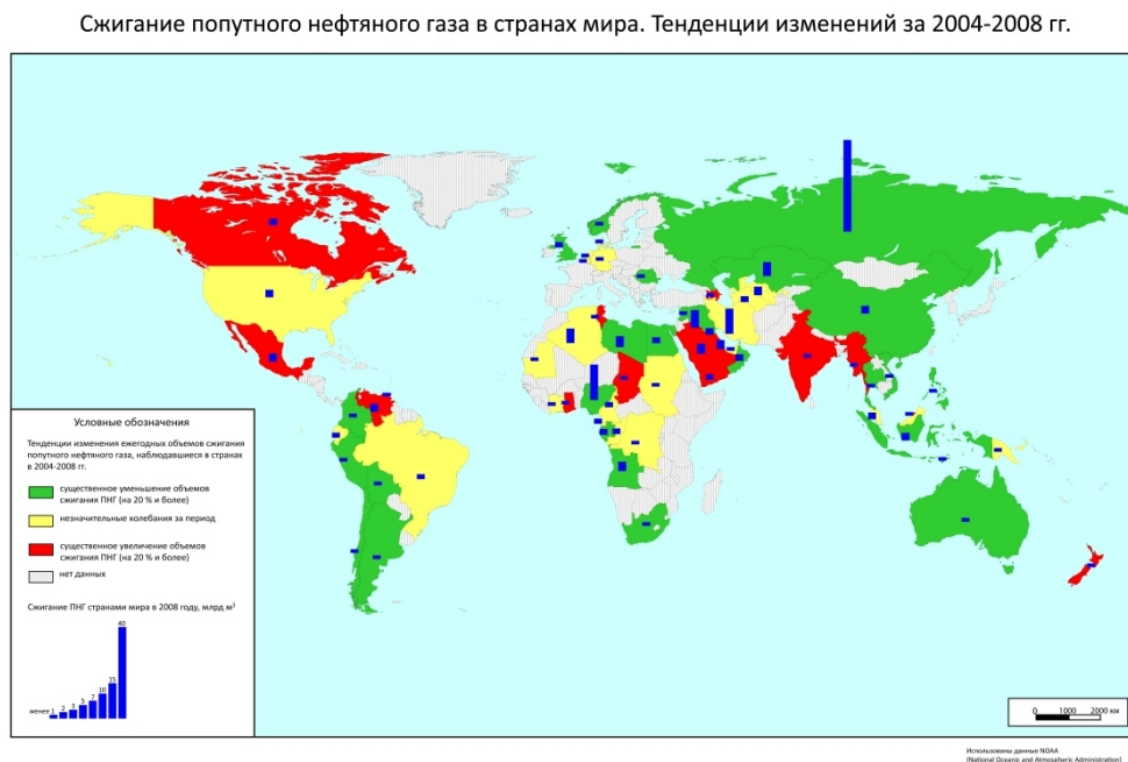 Сжигание попутного нефтяного газа в странах мира. Тенденции изменений за 2004-2008 гг.
Условные обозначения
Тенденции изменения ежегодных объемов сжигания
попутного нефтяного газа, наблюдавшиеся в странах
в 2004-2008 гг.
существенное уменьшение объемов
сжигания ПНГ (на 20 % и более)
незначительные колебания за период
существенное увеличение объемов
сжигания ПНГ (на 20 % и более)
нет данных
Сжигание ПНГ странами мира в 2008 году, млрд м³
40
15
10
7
5
3
2
менее 1
0 1000 2000 км
Использованы данные NOAA
(National Oceanic and Atmospheric Administration)